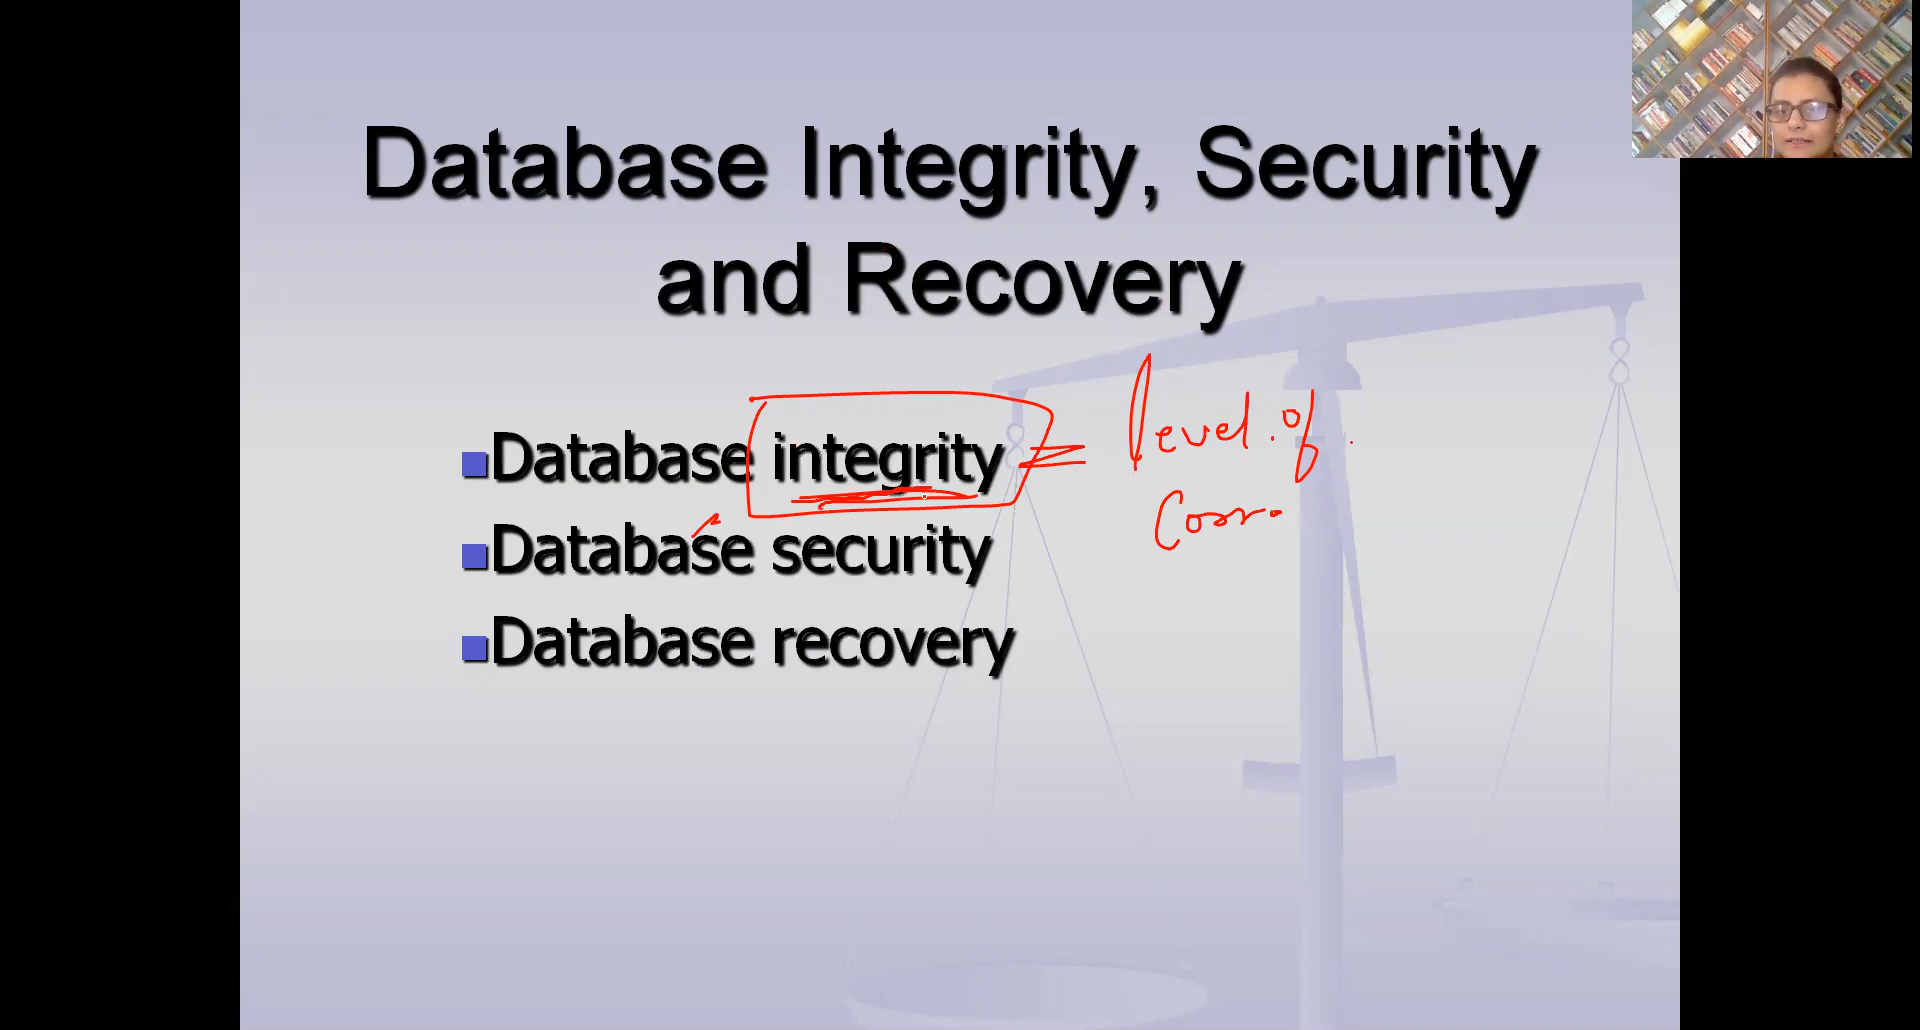 Database Integrity, Security
and Recovery
Database integrity = level of
Database security
Database recovery